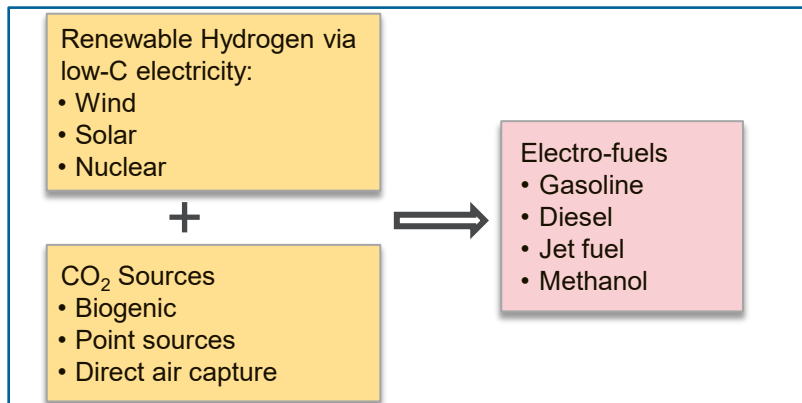 Renewable Hydrogen via
low-C electricity:
• Wind
• Solar
• Nuclear
+
CO₂ Sources
• Biogenic
• Point sources
• Direct air capture
Electro-fuels
• Gasoline
• Diesel
• Jet fuel
• Methanol